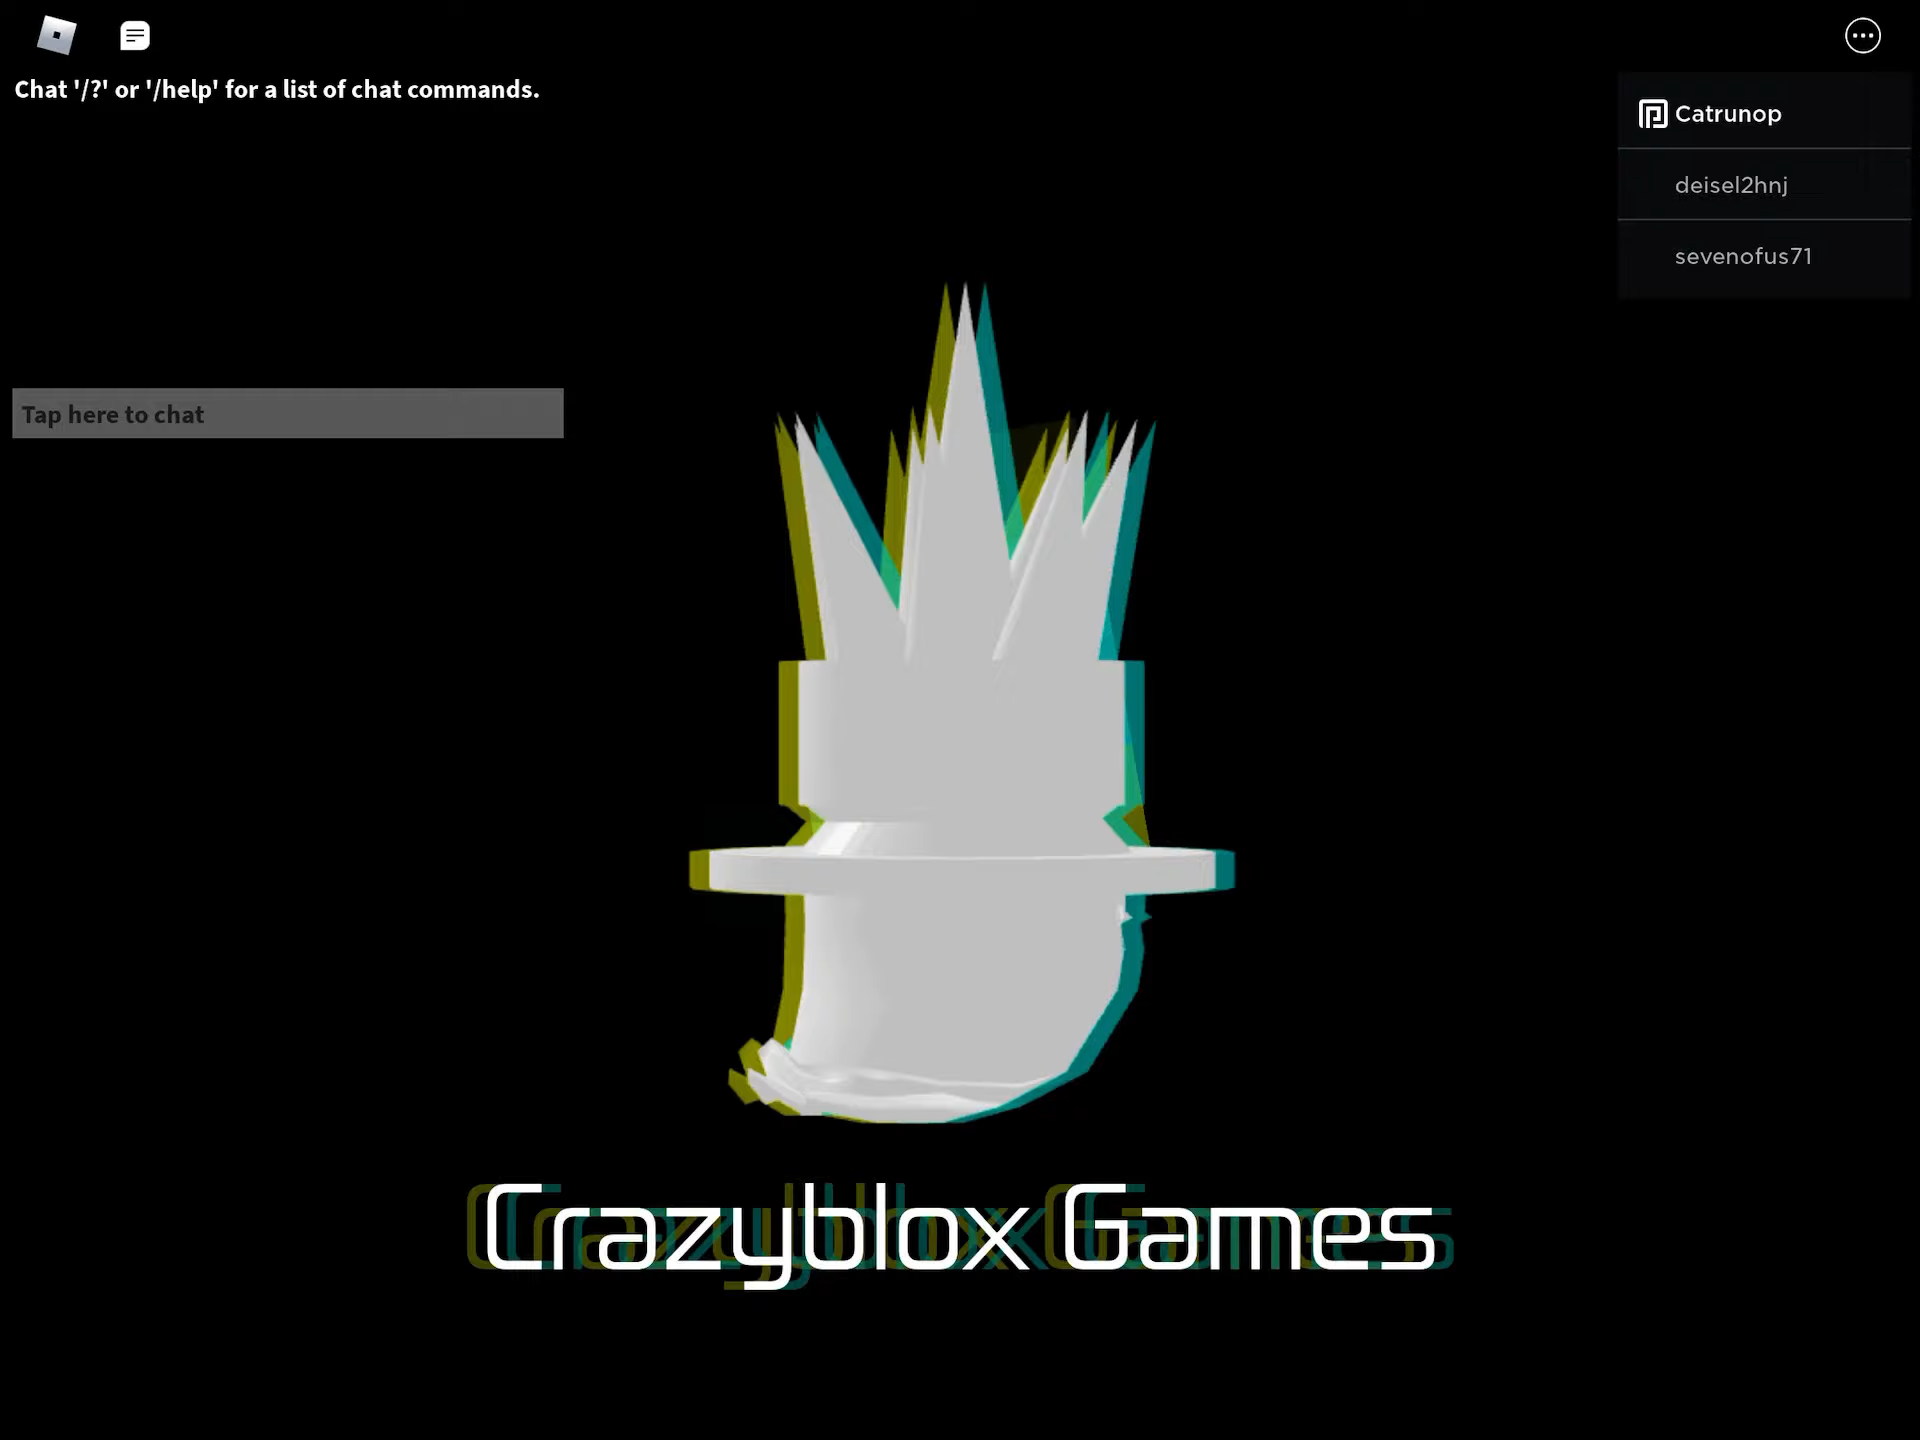 Chat '/?' or '/help' for a list of chat commands.
Catrunop
deisel2hnj
sevenofus71
Tap here to chat
Crazyblox Games